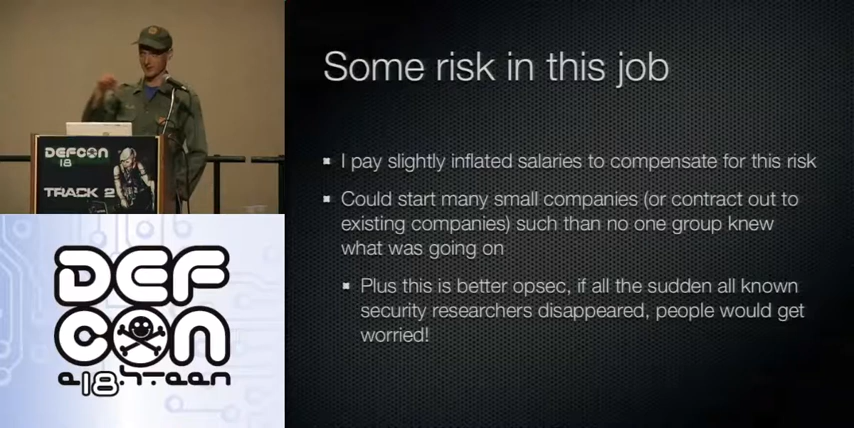 Some risk in this job
I pay slightly inflated salaries to compensate for this risk
Could start many small companies (or contract out to
existing companies) such than no one group knew
what was going on
Plus this is better opsec, if all the sudden all known
security researchers disappeared, people would get
worried!
DEFCON
18
TRACK 2
DEF
CON
e18hteen